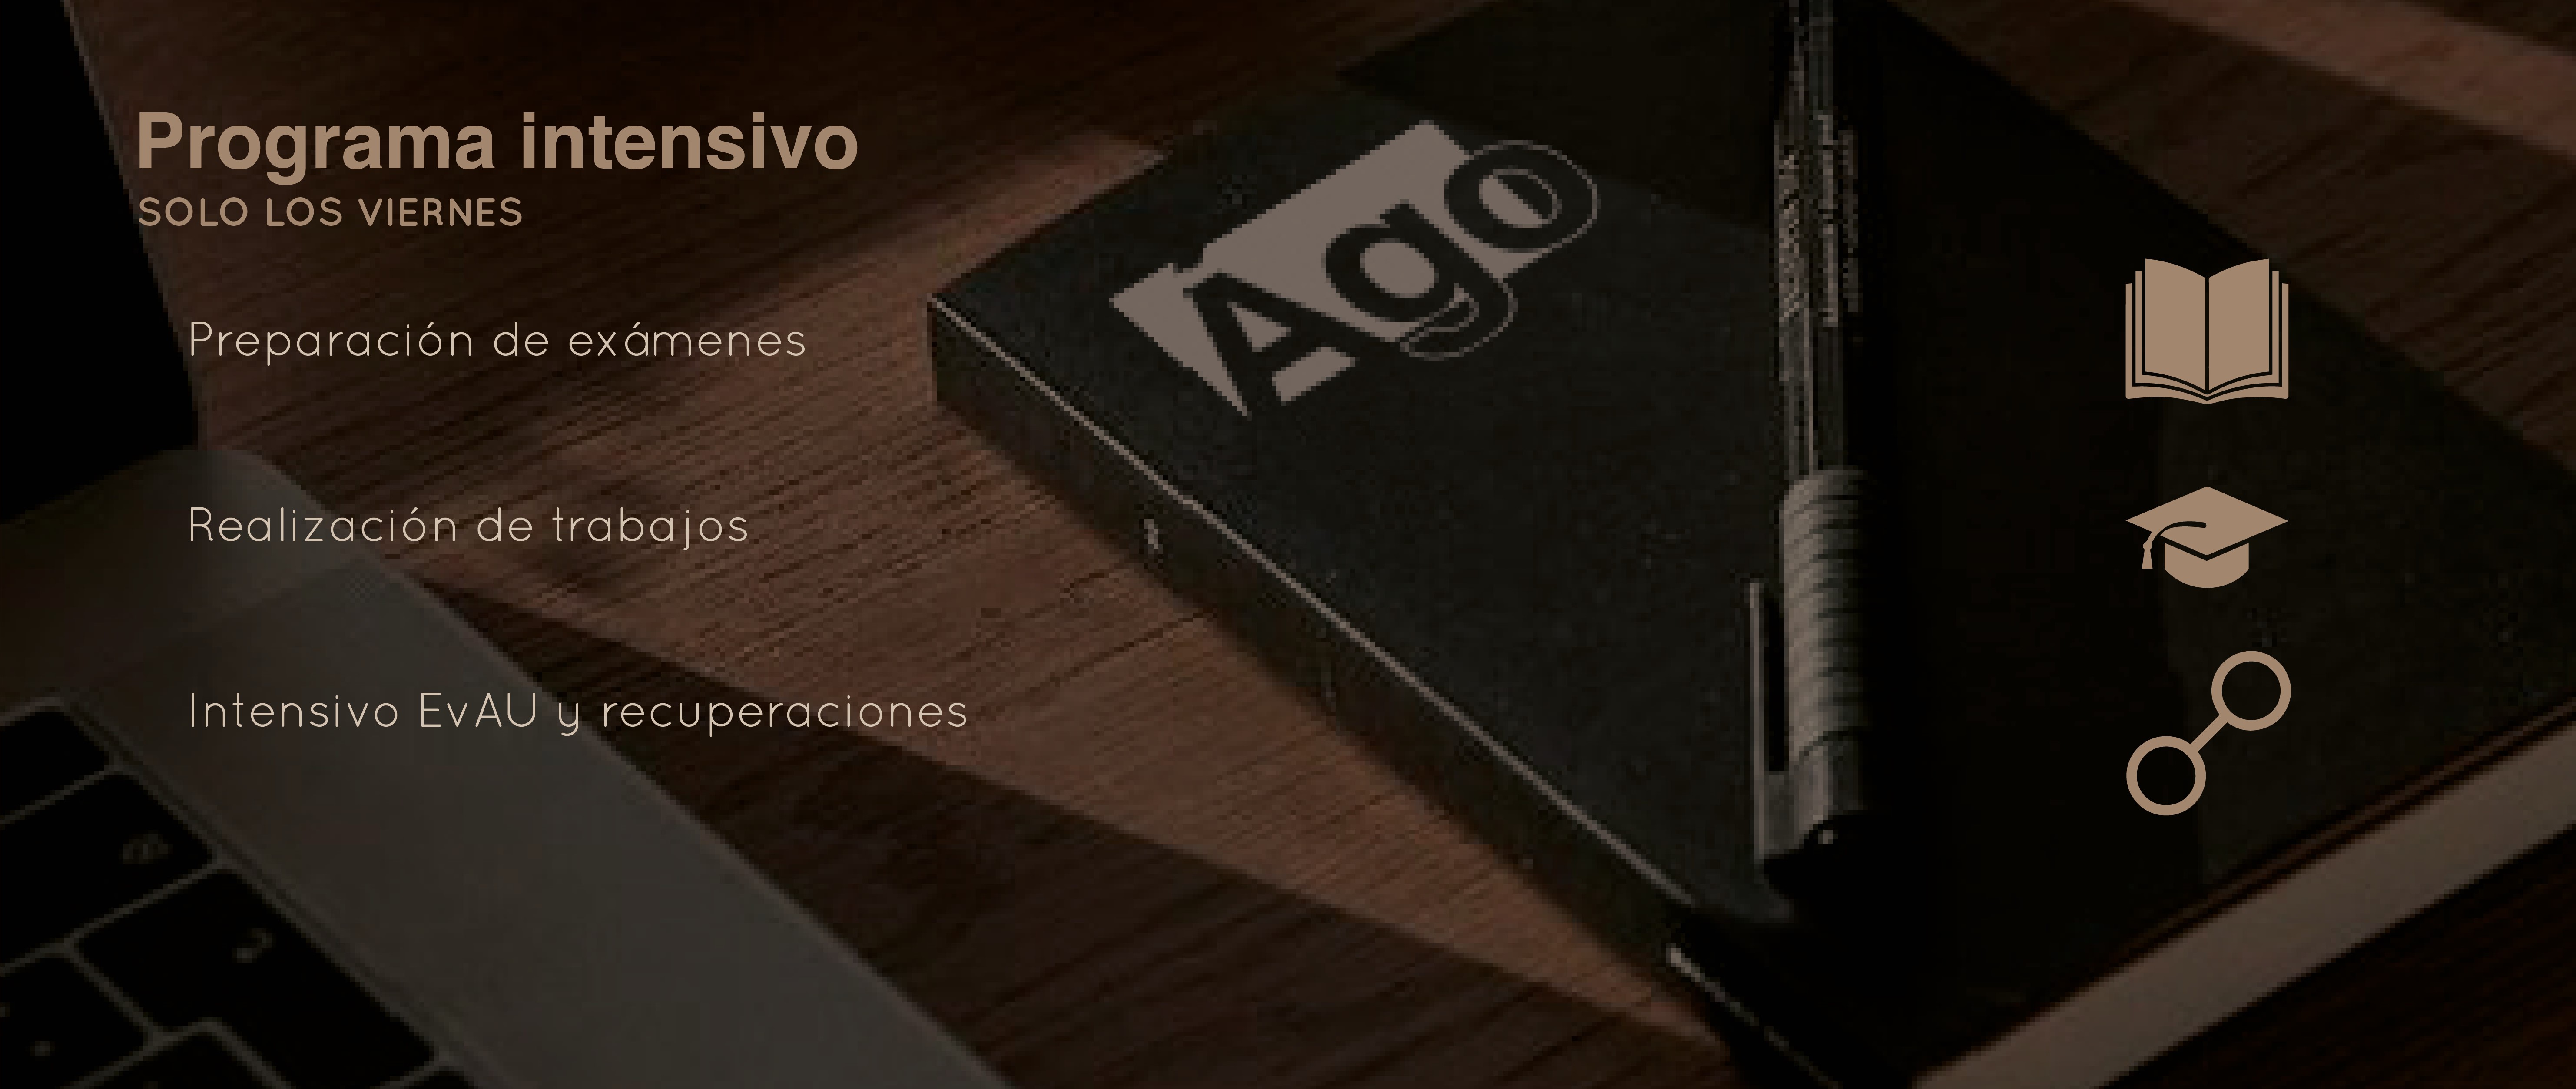 Programa intensivo
SOLO LOS VIERNES
Preparación de exámenes
Realización de trabajos
Intensivo EvAU y recuperaciones
Ago